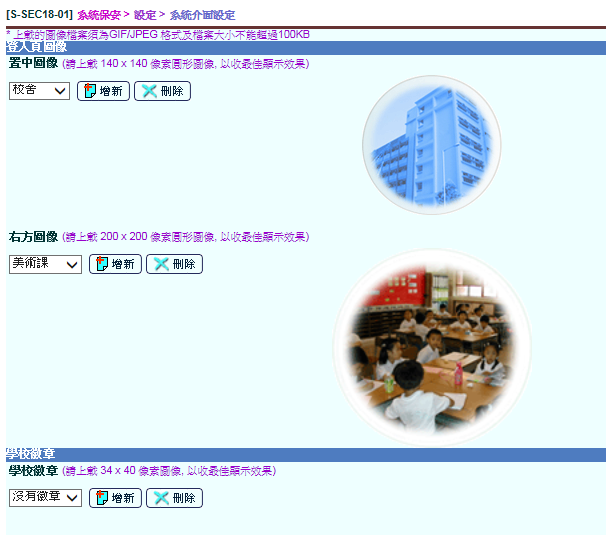 [S-SEC18-01] 系統保安 > 設定 > 系統介面設定
* 上載的圖像檔案須為GIF/JPEG 格式及檔案大小不能超過100KB
登入頁圖像
置中圖像 (請上載 140 x 140 像素圓形圖像, 以收最佳顯示效果)
校舍 增新 刪除
右方圖像 (請上載 200 x 200 像素圓形圖像, 以收最佳顯示效果)
美術課 增新 刪除
學校徽章
學校徽章 (請上載 34 x 40 像素圖像, 以收最佳顯示效果)
沒有徽章 增新 刪除